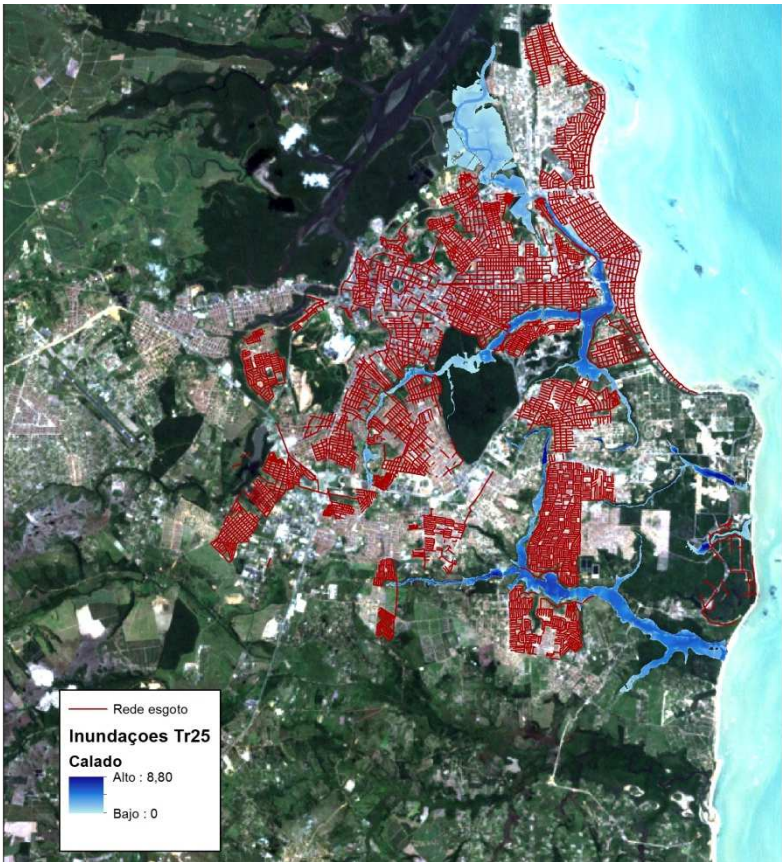 Rede esgoto
Inundaçoes Tr25
Calado
Alto : 8,80
Bajo : 0